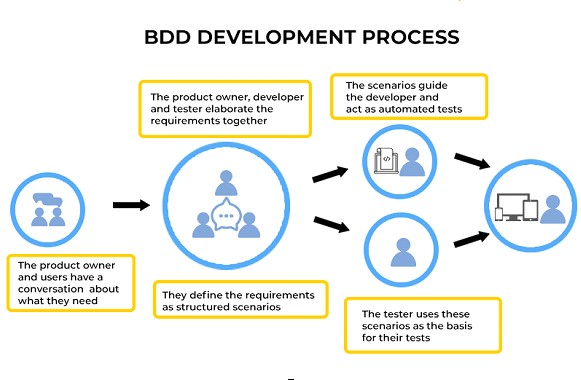 BDD DEVELOPMENT PROCESS
The product owner, developer
and tester elaborate the
requirements together
The scenarios guide
the developer and
act as automated tests
The product owner
and users have a
conversation about
what they need
They define the requirements
as structured scenarios
The tester uses these
scenarios as the basis
for their tests